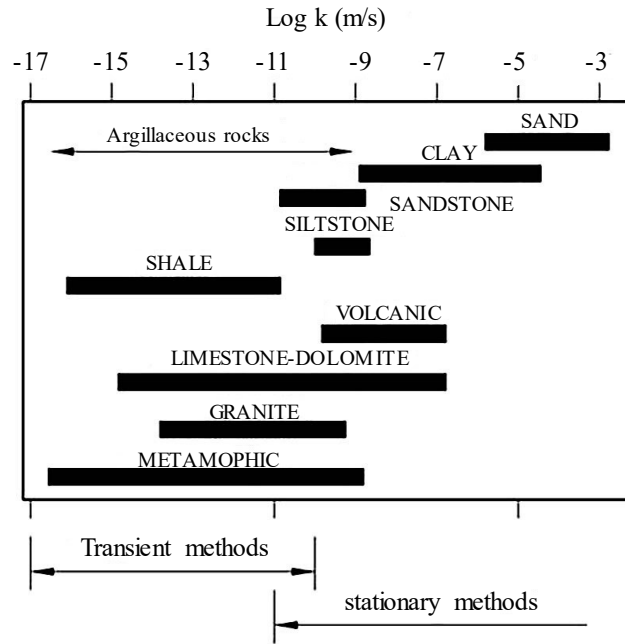 Log k (m/s)
-17 -15 -13 -11 -9 -7 -5 -3
SAND
Argillaceous rocks
CLAY
SANDSTONE
SILTSTONE
SHALE
VOLCANIC
LIMESTONE-DOLOMITE
GRANITE
METAMOPHIC
Transient methods
stationary methods